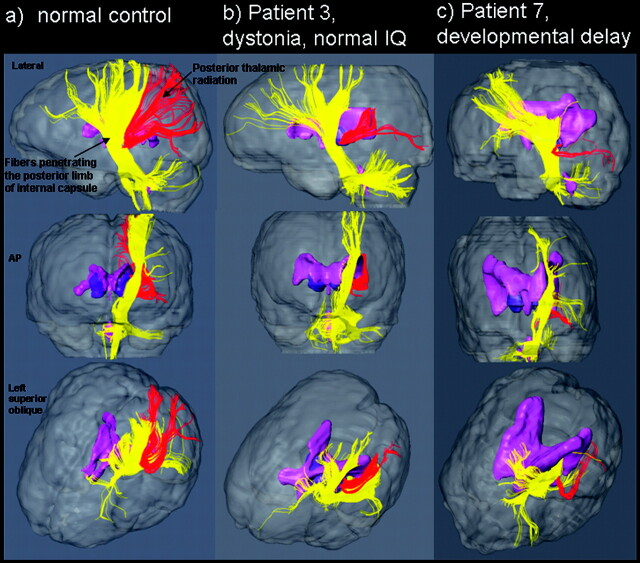 a) normal control
b) Patient 3,
dystonia, normal IQ
c) Patient 7,
developmental delay
Lateral
Posterior thalamic
radiation
Fibers penetrating
the posterior limb
of internal capsule
AP
Left
superior
oblique